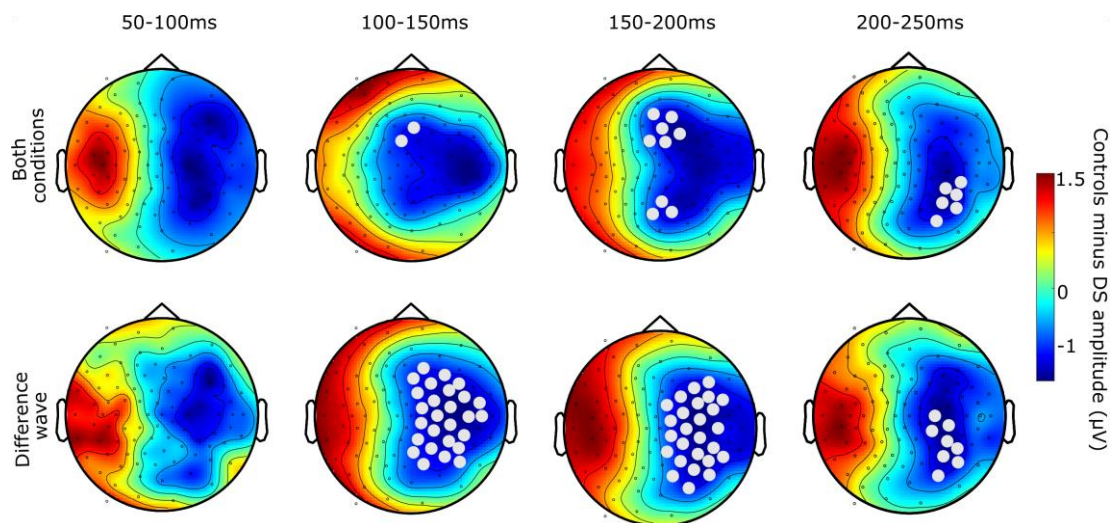 50-100ms
100-150ms
150-200ms
200-250ms
Both
conditions
Difference
wave
1.5
0
-1
Controls minus DS amplitude (µV)